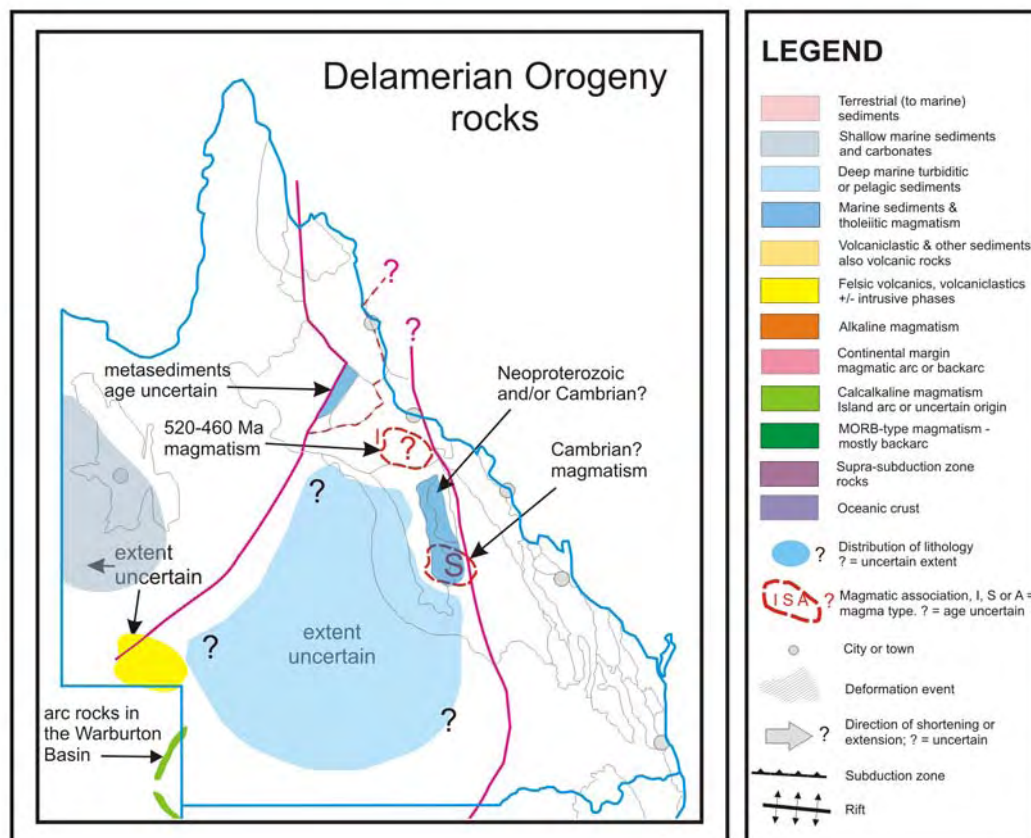 Delamerian Orogeny
rocks
?
?
metasediments
age uncertain
Neoproterozoic
and/or Cambrian?
520-460 Ma
magmatism
I
?
Cambrian?
magmatism
?
S
extent
uncertain
?
extent
uncertain
?
arc rocks in
the Warburton
Basin
LEGEND
Terrestrial (to marine)
sediments
Shallow marine sediments
and carbonates
Deep marine turbiditic
or pelagic sediments
Marine sediments &
tholeiitic magmatism
Volcaniclastic & other sediments
also volcanic rocks
Felsic volcanics, volcaniclastics
+/- intrusive phases
Alkaline magmatism
Continental margin
magmatic arc or backarc
Calcalkaline magmatism
Island arc or uncertain origin
MORB-type magmatism -
mostly backarc
Supra-subduction zone
rocks
Oceanic crust
? Distribution of lithology
? = uncertain extent
I S A ? Magmatic association, I, S or A =
magma type. ? = age uncertain
City or town
Deformation event
? Direction of shortening or
extension; ? = uncertain
Subduction zone
Rift